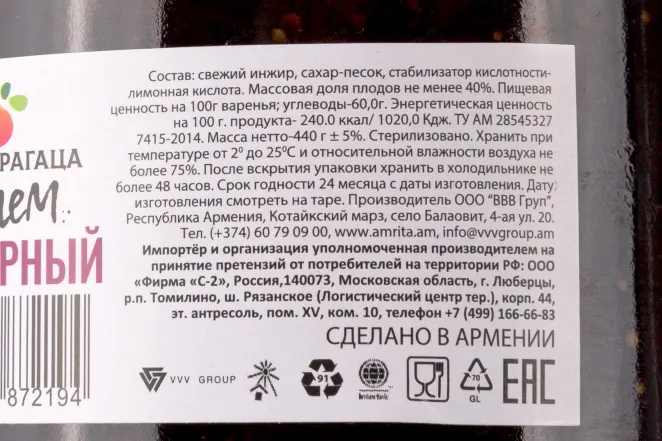 Состав: свежий инжир, сахар-песок, стабилизатор кислотности-
лимонная кислота. Массовая доля плодов не менее 40%. Пищевая
ценность на 100г варенья; углеводы-60,0г. Энергетическая ценность
на 100 г. продукта- 240.0 ккал/ 1020,0 Кдж. ТУ АМ 28545327
7415-2014. Масса нетто-440 г ± 5%. Стерилизовано. Хранить при
температуре от 2⁰ до 25⁰С и относительной влажности воздуха не
более 75%. После вскрытия упаковки хранить в холодильнике не
более 48 часов. Срок годности 24 месяца с даты изготовления. Дату
изготовления смотреть на таре. Производитель ООО "ВВВ Груп",
Республика Армения, Котайкский марз, село Балаовит, 4-ая ул. 20.
Тел. (+374) 60 79 09 00, www.amrita.am, info@vvvgroup.am
Импортёр и организация уполномоченная производителем на
принятие претензий от потребителей на территории РФ: ООО
«Фирма "С-2», Россия,140073, Московская область, г. Люберцы,
р.п. Томилино, ш. Рязанское (Логистический центр тер.), корп. 44,
эт. антресоль, пом. XV, ком. 10, телефон +7 (499) 166-66-83
СДЕЛАНО В АРМЕНИИ
VVV GROUP
91
70
GL
ЕАС
РАГАЦА
ем
РНЫЙ
872194